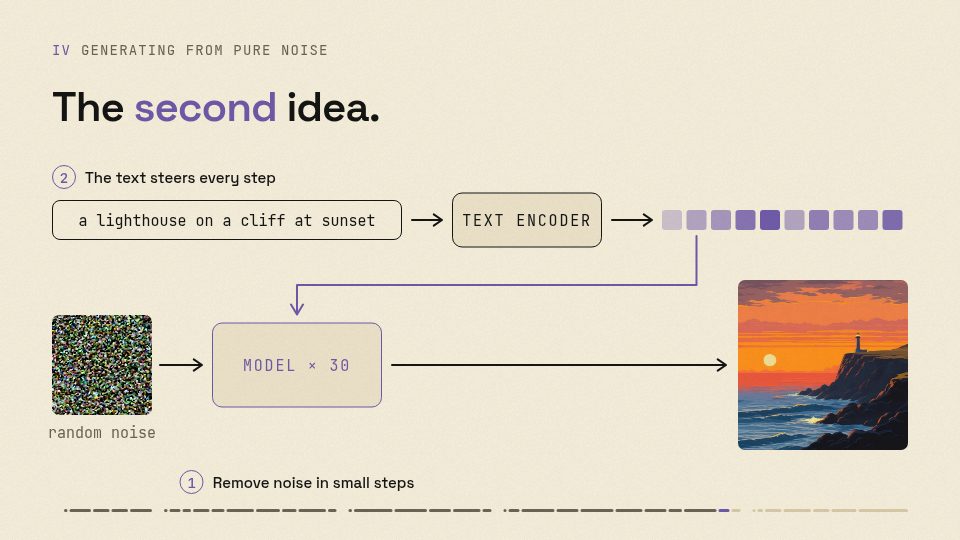 IV GENERATING FROM PURE NOISE
The second idea.
2 The text steers every step
a lighthouse on a cliff at sunset
TEXT ENCODER
MODEL × 30
random noise
1 Remove noise in small steps